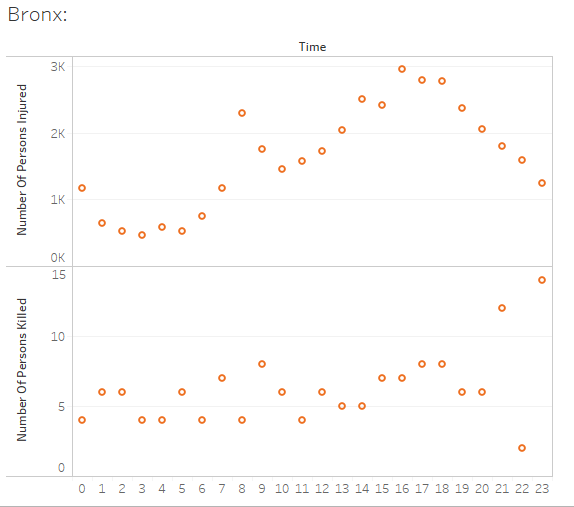 Bronx:
Time
Number Of Persons Injured
3K
2K
1K
0K
Number Of Persons Killed
15
10
5
0
0 1 2 3 4 5 6 7 8 9 10 11 12 13 14 15 16 17 18 19 20 21 22 23